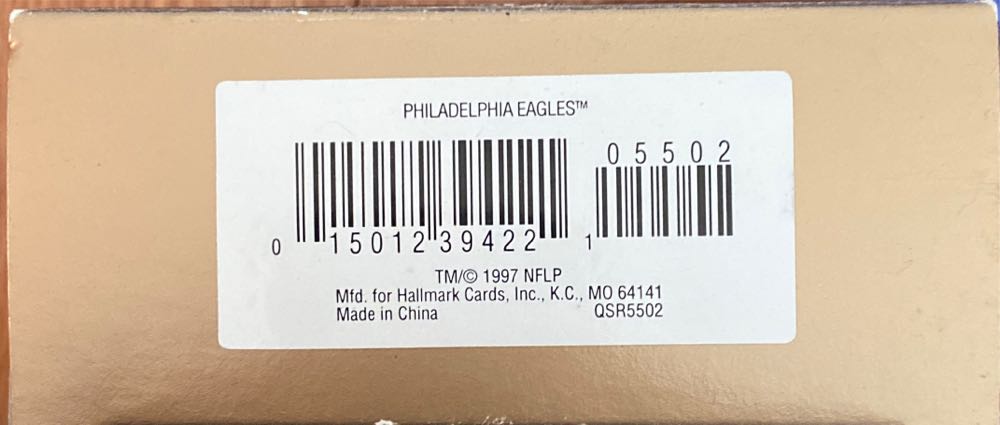 PHILADELPHIA EAGLES™
05502
0 15012 39422 1
TM/© 1997 NFLP
Mfd. for Hallmark Cards, Inc., K.C., MO 64141
Made in China QSR5502